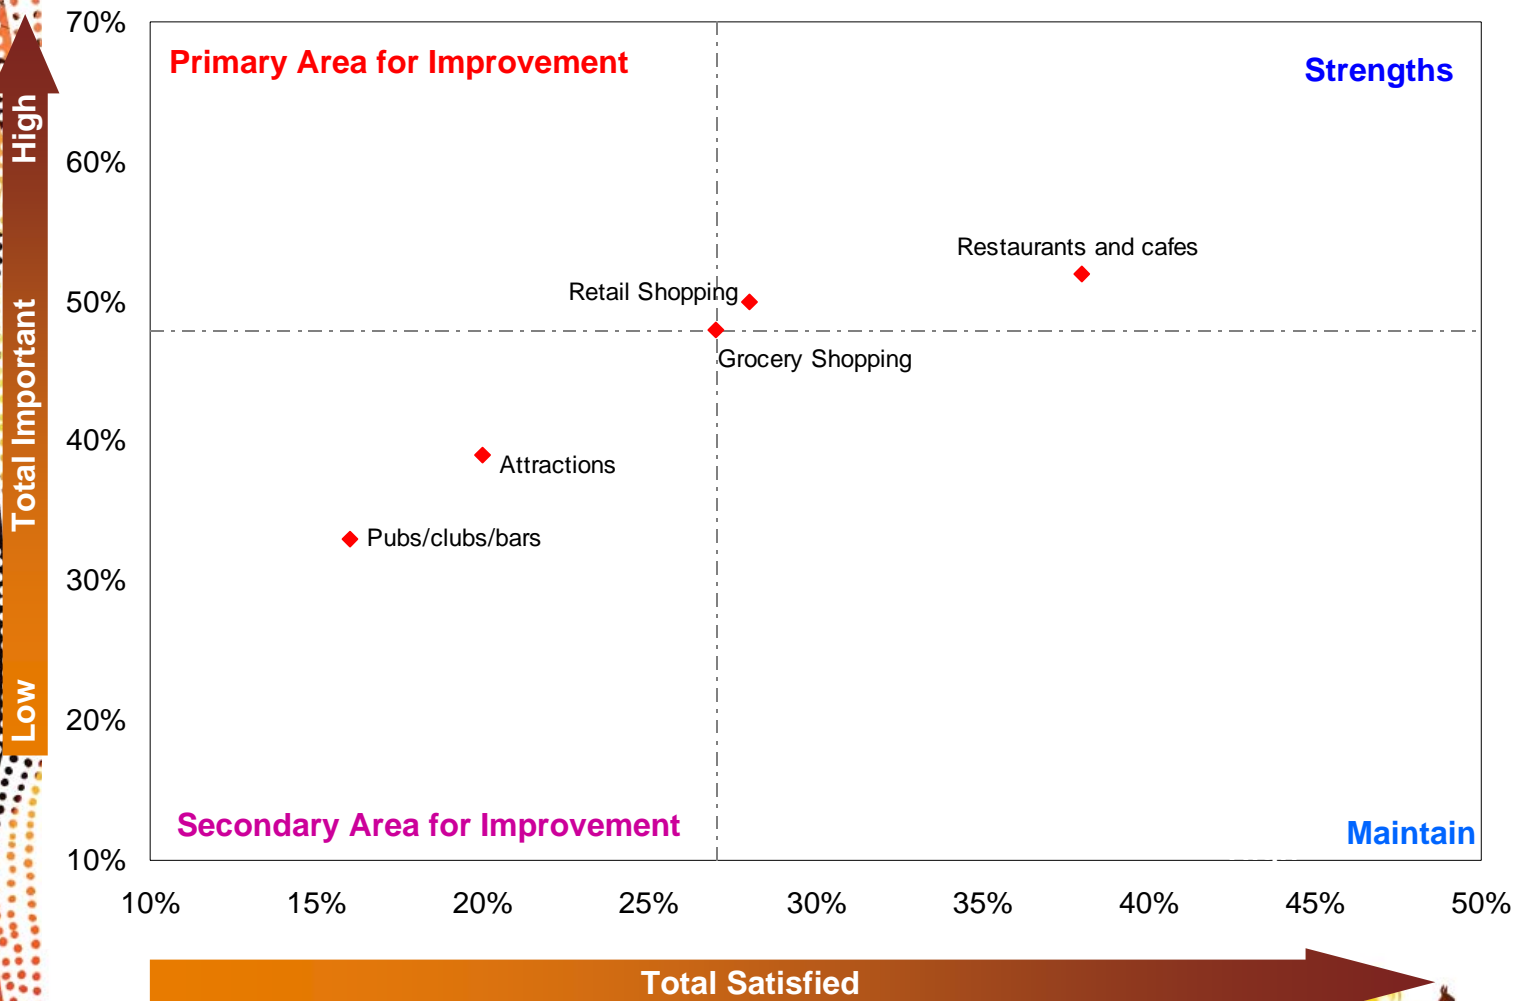 70%
Primary Area for Improvement
Strengths
High
60%
Restaurants and cafes
Retail Shopping
50%
Total Important
Grocery Shopping
40%
Attractions
Pubs/clubs/bars
30%
Low
20%
Secondary Area for Improvement
Maintain
10%
10% 15% 20% 25% 30% 35% 40% 45% 50%
Total Satisfied